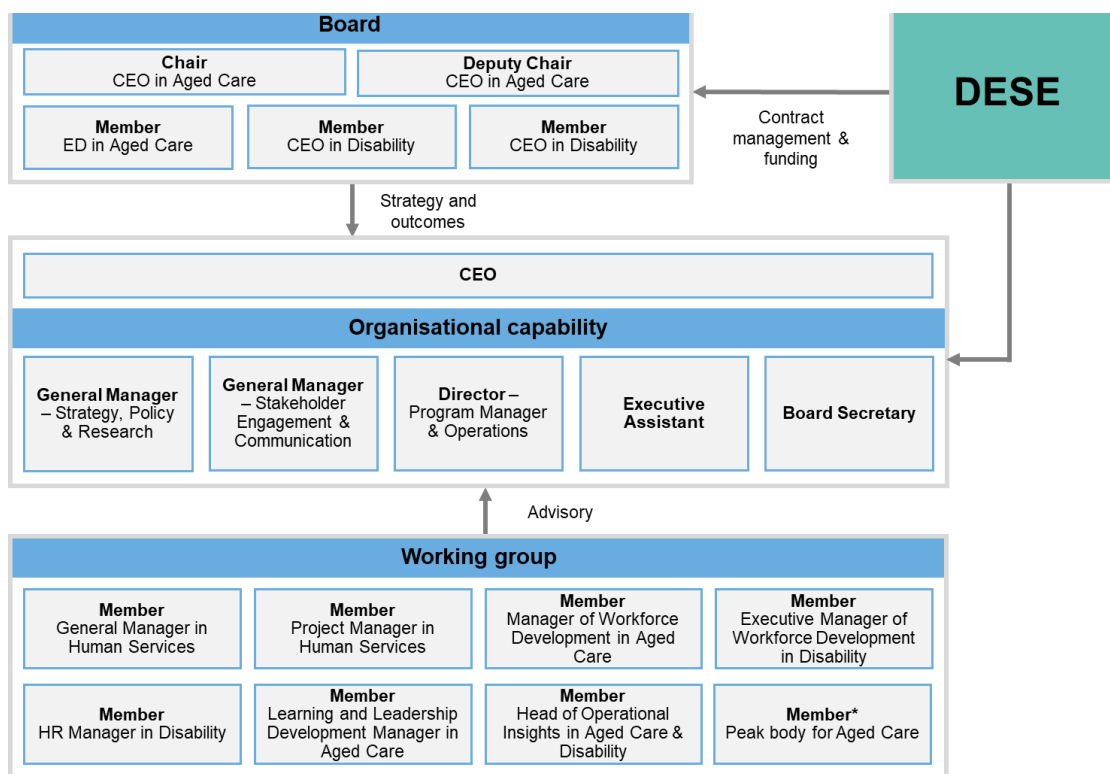 Board
Chair
CEO in Aged Care
Deputy Chair
CEO in Aged Care
Member
ED in Aged Care
Member
CEO in Disability
Member
CEO in Disability
DESE
Contract
management &
funding
Strategy and
outcomes
CEO
Organisational capability
General Manager
– Strategy, Policy
& Research
General Manager
– Stakeholder
Engagement &
Communication
Director –
Program Manager
& Operations
Executive
Assistant
Board Secretary
Advisory
Working group
Member
General Manager in
Human Services
Member
Project Manager in
Human Services
Member
Manager of Workforce
Development in Aged
Care
Member
Executive Manager of
Workforce Development
in Disability
Member
HR Manager in Disability
Member
Learning and Leadership
Development Manager in
Aged Care
Member
Head of Operational
Insights in Aged Care &
Disability
Member*
Peak body for Aged Care